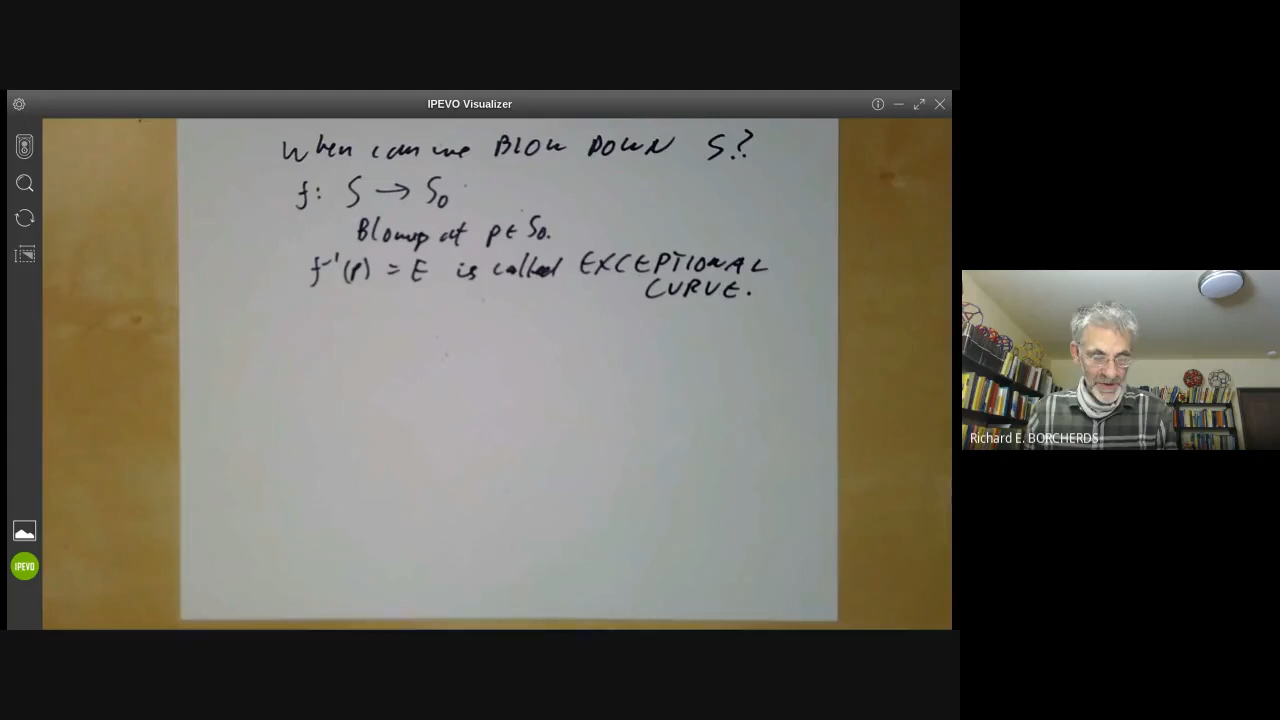 IPEVO Visualizer
When can we BLOW DOWN S.?
f: S → S₀
Blowup at p ∈ S₀.
f⁻¹(p) = E is called EXCEPTIONAL
CURVE.
IPEVO
Richard E. BORCHERDS